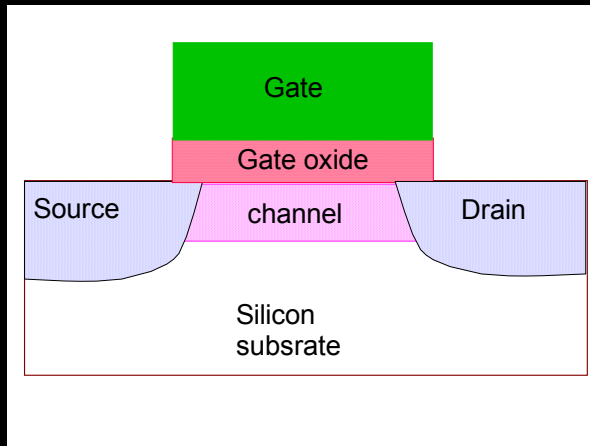 Gate
Gate oxide
Source
channel
Drain
Silicon
subsrate